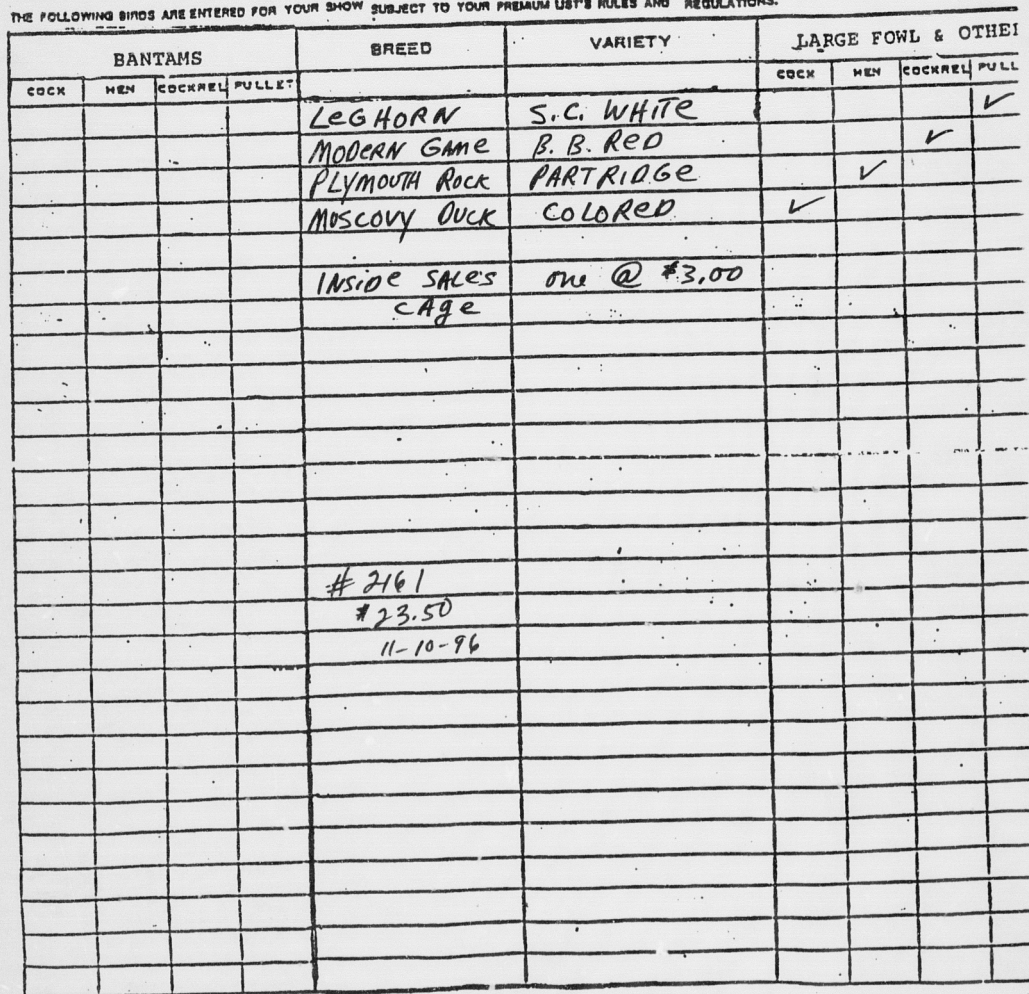 THE FOLLOWING BIRDS ARE ENTERED FOR YOUR SHOW SUBJECT TO YOUR PREMIUM LIST'S RULES AND REGULATIONS.
BANTAMS BREED VARIETY LARGE FOWL & OTHER
COCK HEN COCKREL PULLET COCK HEN COCKREL PULL
LEGHORN S.C. WHITE ✓
MODERN GAME B.B. RED ✓
PLYMOUTH ROCK PARTRIDGE ✓
MUSCOVY DUCK COLORED ✓
INSIDE SALES one @ $3.00
CAge
# 2161
$23.50
11-10-96